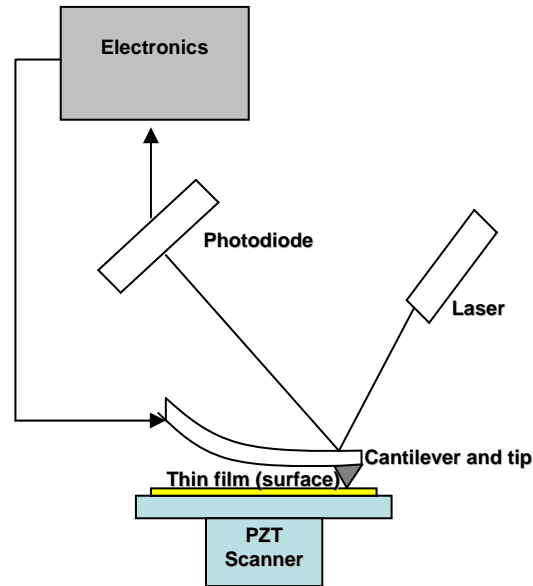 Electronics
Photodiode
Laser
Cantilever and tip
Thin film (surface)
PZT
Scanner